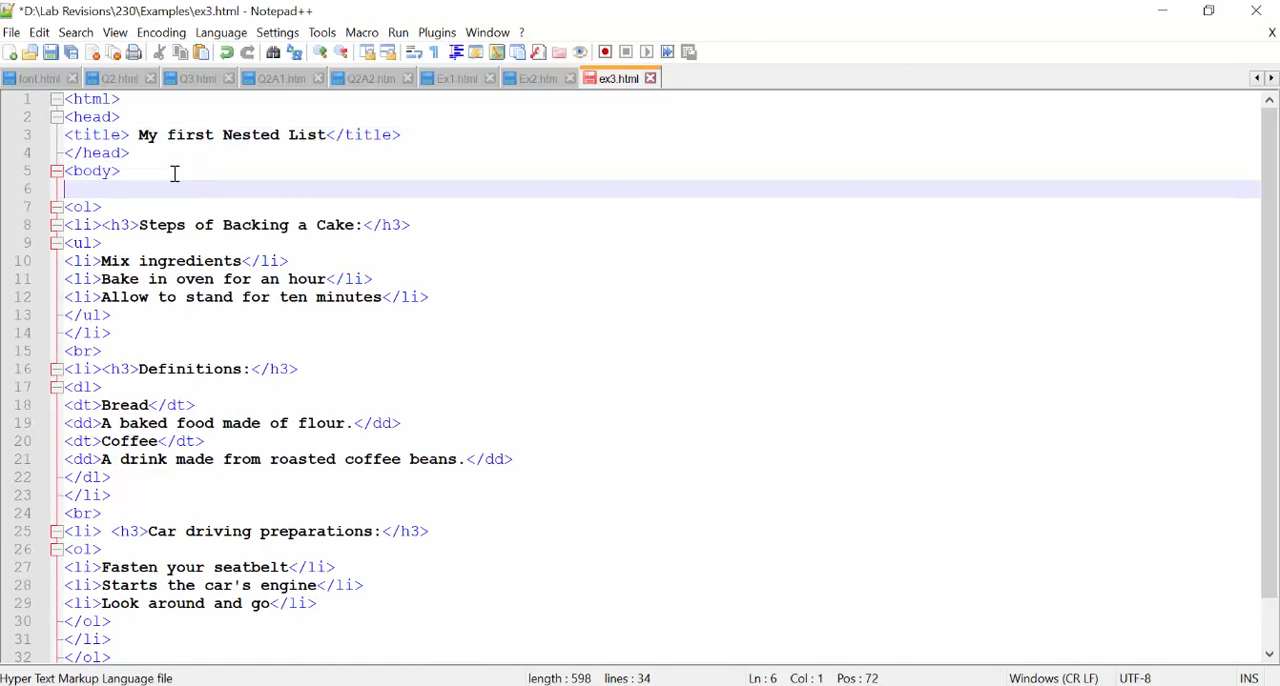 *D:\Lab Revisions\230\Examples\ex3.html - Notepad++
File Edit Search View Encoding Language Settings Tools Macro Run Plugins Window ? X
font.html Q2.html Q3.html Q2A1.htm Q2A2.htm Ex1.html Ex2.htm ex3.html
1 <html>
2 <head>
3 <title> My first Nested List</title>
4 </head>
5 <body>
6
7 <ol>
8 <li><h3>Steps of Backing a Cake:</h3>
9 <ul>
10 <li>Mix ingredients</li>
11 <li>Bake in oven for an hour</li>
12 <li>Allow to stand for ten minutes</li>
13 </ul>
14 </li>
15 <br>
16 <li><h3>Definitions:</h3>
17 <dl>
18 <dt>Bread</dt>
19 <dd>A baked food made of flour.</dd>
20 <dt>Coffee</dt>
21 <dd>A drink made from roasted coffee beans.</dd>
22 </dl>
23 </li>
24 <br>
25 <li> <h3>Car driving preparations:</h3>
26 <ol>
27 <li>Fasten your seatbelt</li>
28 <li>Starts the car's engine</li>
29 <li>Look around and go</li>
30 </ol>
31 </li>
32 </ol>
Hyper Text Markup Language file length : 598 lines : 34 Ln : 6 Col : 1 Pos : 72 Windows (CR LF) UTF-8 INS